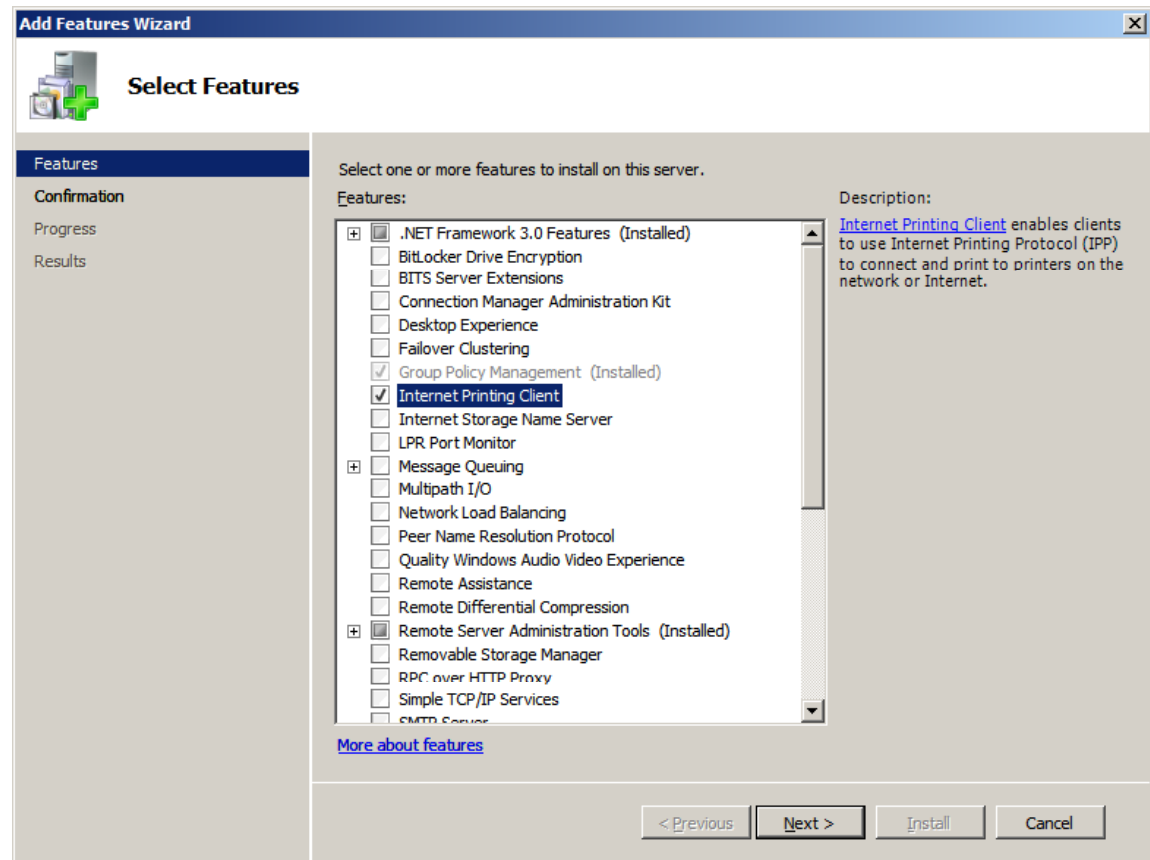 Add Features Wizard
Select Features
Features
Confirmation
Progress
Results
Select one or more features to install on this server.
Features:
.NET Framework 3.0 Features (Installed)
BitLocker Drive Encryption
BITS Server Extensions
Connection Manager Administration Kit
Desktop Experience
Failover Clustering
Group Policy Management (Installed)
Internet Printing Client
Internet Storage Name Server
LPR Port Monitor
Message Queuing
Multipath I/O
Network Load Balancing
Peer Name Resolution Protocol
Quality Windows Audio Video Experience
Remote Assistance
Remote Differential Compression
Remote Server Administration Tools (Installed)
Removable Storage Manager
RPC over HTTP Proxy
Simple TCP/IP Services
SMTP Server
More about features
Description:
Internet Printing Client enables clients
to use Internet Printing Protocol (IPP)
to connect and print to printers on the
network or Internet.
< Previous
Next >
Install
Cancel